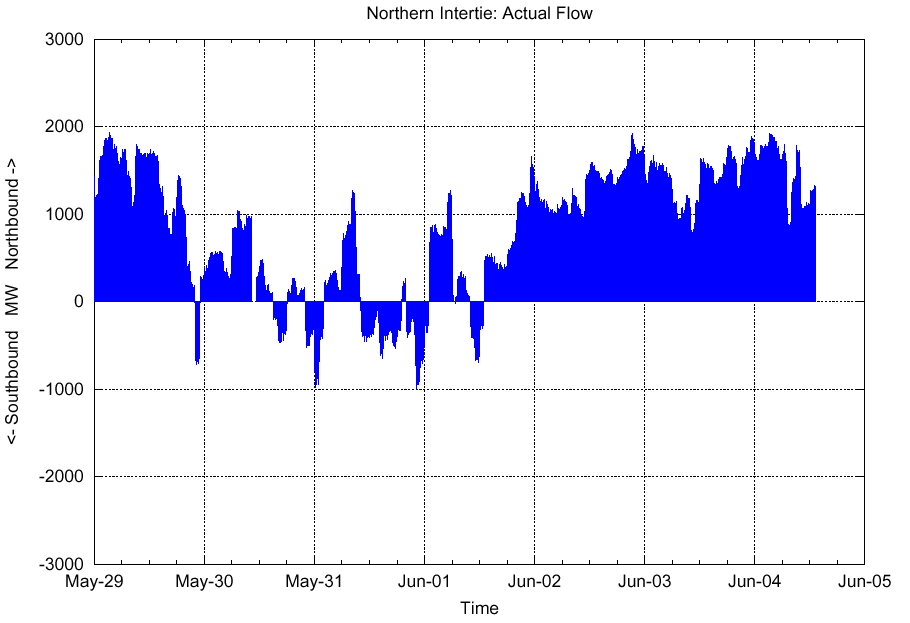 Northern Intertie: Actual Flow
3000
2000
1000
0
-1000
-2000
-3000
<- Southbound   MW   Northbound ->
May-29 May-30 May-31 Jun-01 Jun-02 Jun-03 Jun-04 Jun-05
Time